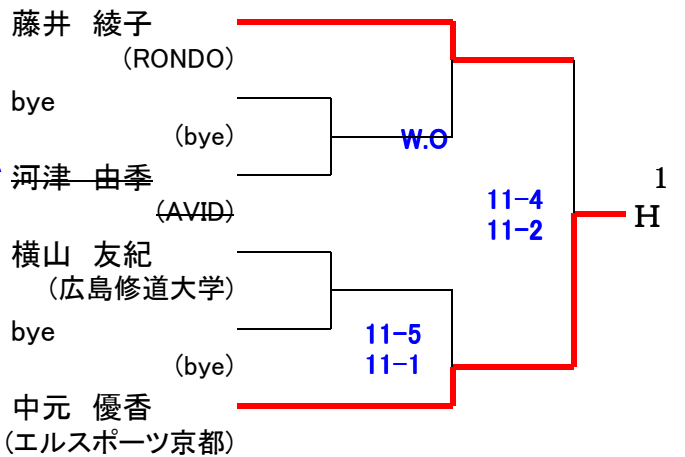 藤井 綾子
(RONDO)
bye
(bye)
W.O
河津 由季
(AVID)
11-4
11-2
1
H
横山 友紀
(広島修道大学)
bye
(bye)
11-5
11-1
中元 優香
(エルスポーツ京都)